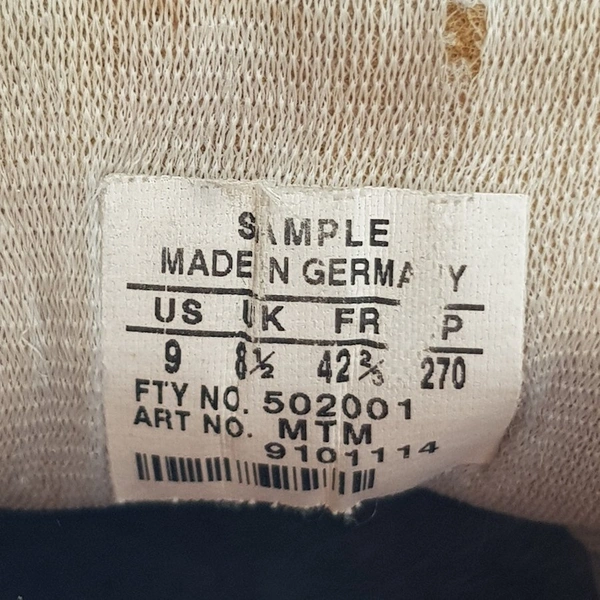 SAMPLE
MADE IN GERMANY
US UK FR JP
9 8½ 42⅔ 270
FTY NO. 502001
ART NO. MTM
9101114